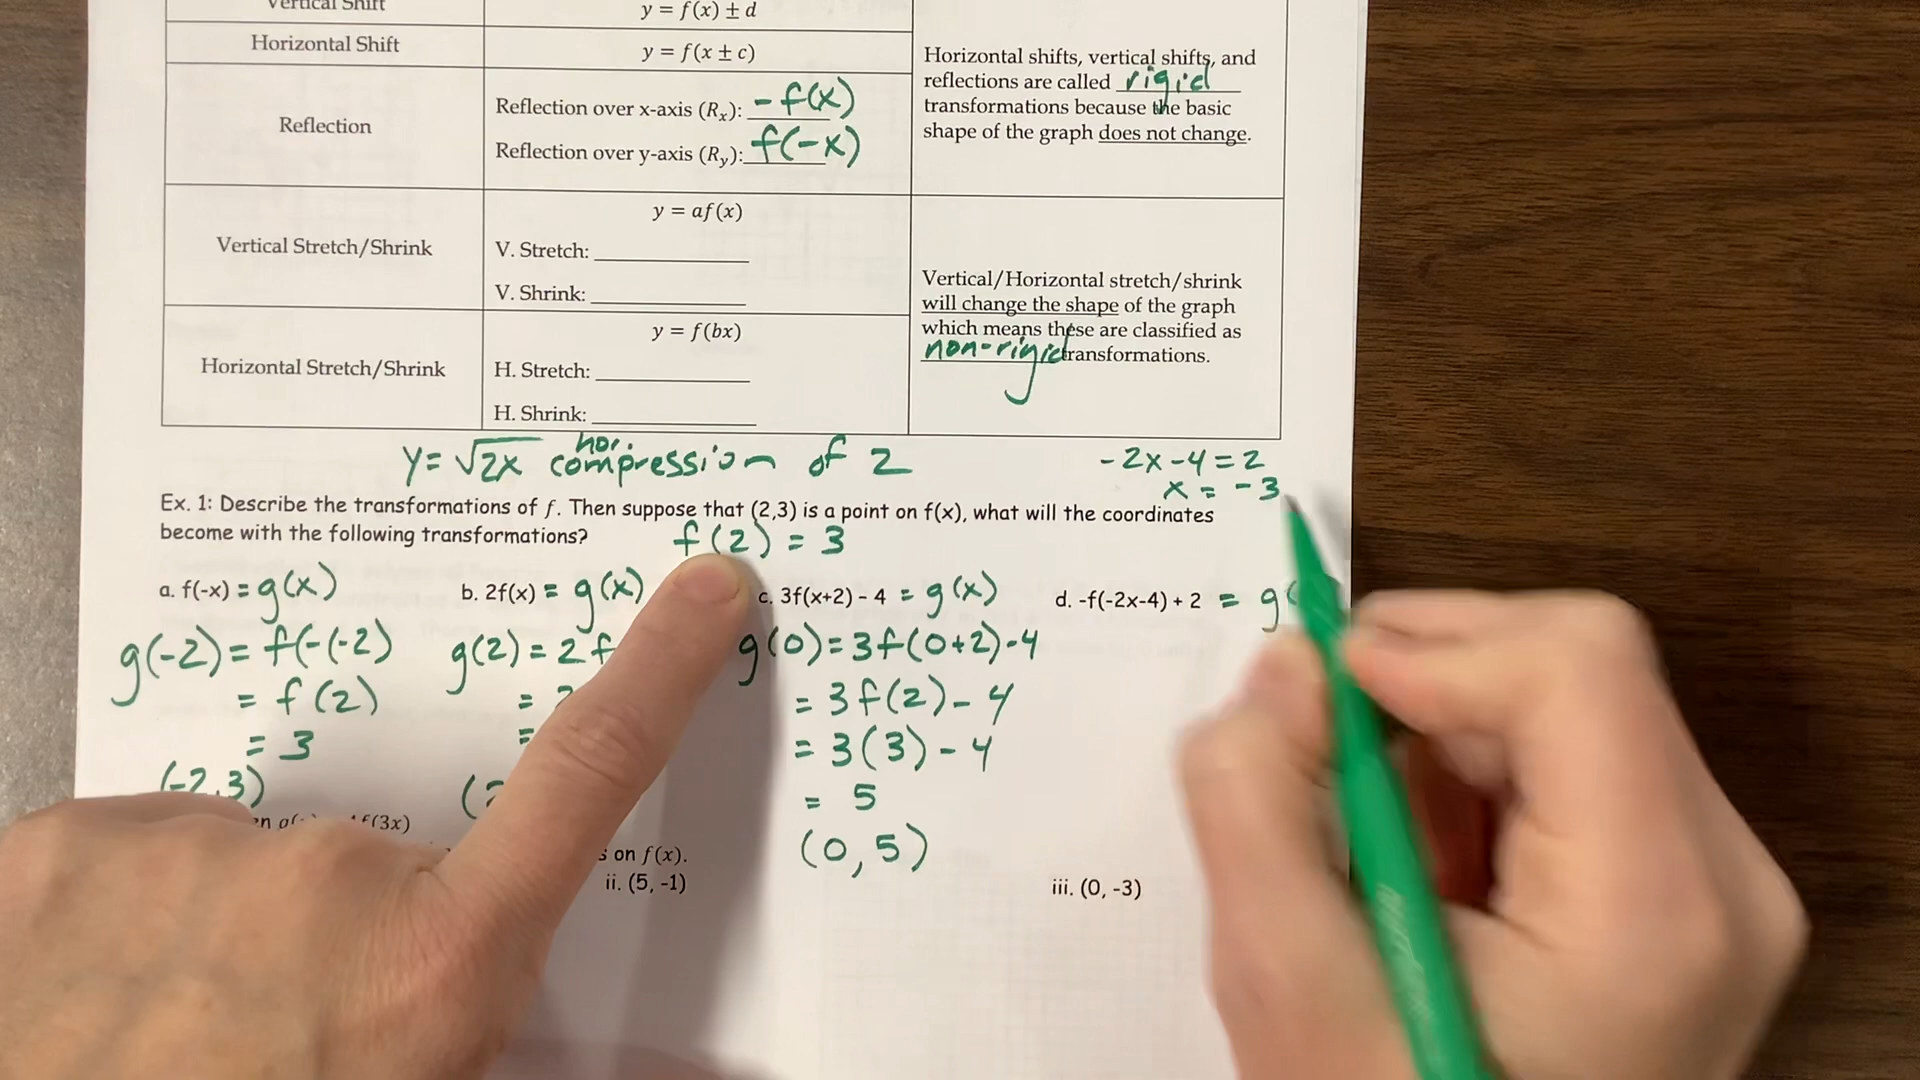 Vertical Shift
y = f(x) ± d
Horizontal Shift
y = f(x ± c)
Horizontal shifts, vertical shifts, and
reflections are called rigid
transformations because the basic
shape of the graph does not change.
Reflection
Reflection over x-axis (Rx): -f(x)
Reflection over y-axis (Ry): f(-x)
Vertical Stretch/Shrink
y = af(x)
V. Stretch:
V. Shrink:
Vertical/Horizontal stretch/shrink
will change the shape of the graph
which means these are classified as
non-rigid transformations.
Horizontal Stretch/Shrink
y = f(bx)
H. Stretch:
H. Shrink:
y = √2x hor. compression of 2
-2x-4=2
x = -3
Ex. 1: Describe the transformations of f. Then suppose that (2,3) is a point on f(x), what will the coordinates
become with the following transformations?
f(2) = 3
a. f(-x) = g(x)
g(-2) = f(-(-2)
= f(2)
= 3
(-2,3)
b. 2f(x) = g(x)
g(2) = 2f
=
=
c. 3f(x+2) - 4 = g(x)
g(0)=3f(0+2)-4
= 3f(2)-4
= 3(3)-4
= 5
(0,5)
d. -f(-2x-4) + 2 = g(
f(3x)
on f(x).
ii. (5, -1)
iii. (0, -3)